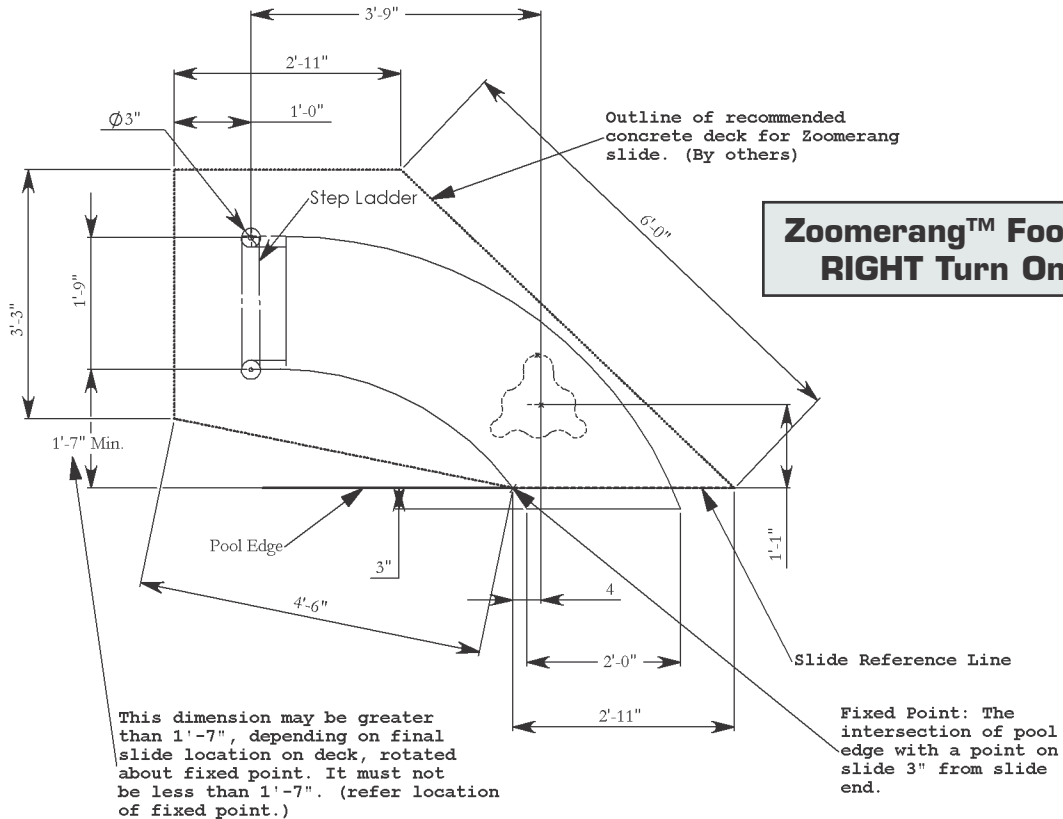 3'-9"
2'-11"
1'-0"
Ø3"
Outline of recommended
concrete deck for Zoomerang
slide. (By others)
Step Ladder
6'-0"
Zoomerang™ Foo
RIGHT Turn On
1'-9"
3'-3"
1'-7" Min.
1'-1"
Pool Edge
3"
4
4'-6"
2'-0"
Slide Reference Line
2'-11"
This dimension may be greater
than 1'-7", depending on final
slide location on deck, rotated
about fixed point. It must not
be less than 1'-7". (refer location
of fixed point.)
Fixed Point: The
intersection of pool
edge with a point on
slide 3" from slide
end.